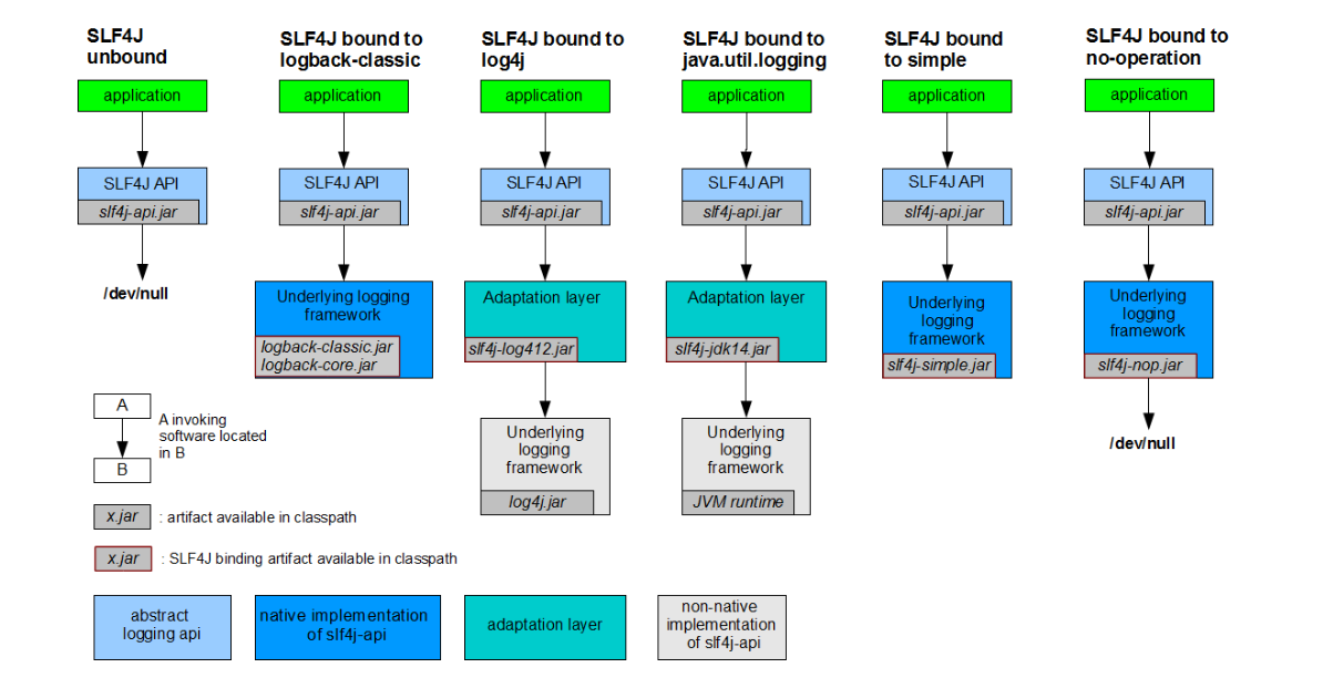 SLF4J
unbound
SLF4J bound to
logback-classic
SLF4J bound to
log4j
SLF4J bound to
java.util.logging
SLF4J bound
to simple
SLF4J bound to
no-operation
application
application
application
application
application
application
SLF4J API
slf4j-api.jar
SLF4J API
slf4j-api.jar
SLF4J API
slf4j-api.jar
SLF4J API
slf4j-api.jar
SLF4J API
slf4j-api.jar
SLF4J API
slf4j-api.jar
/dev/null
Underlying logging
framework
logback-classic.jar
logback-core.jar
Adaptation layer
slf4j-log412.jar
Adaptation layer
slf4j-jdk14.jar
Underlying
logging
framework
slf4j-simple.jar
Underlying
logging
framework
slf4j-nop.jar
Underlying
logging
framework
log4j.jar
Underlying
logging
framework
JVM runtime
/dev/null
A
B
A invoking
software located
in B
x.jar
: artifact available in classpath
x.jar
: SLF4J binding artifact available in classpath
abstract
logging api
native implementation
of slf4j-api
adaptation layer
non-native
implementation
of slf4j-api